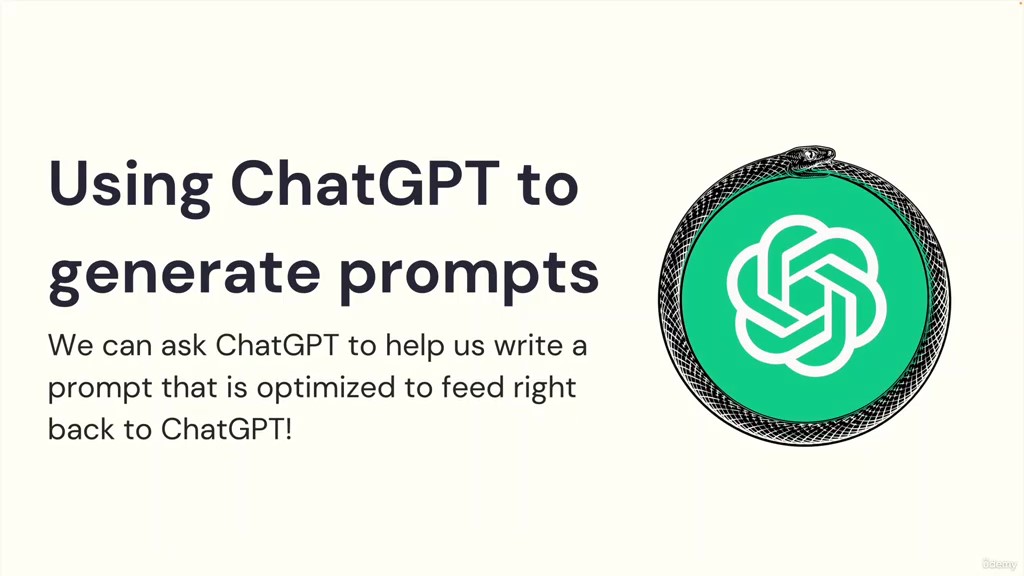 Using ChatGPT to
generate prompts
We can ask ChatGPT to help us write a
prompt that is optimized to feed right
back to ChatGPT!
ûdemy